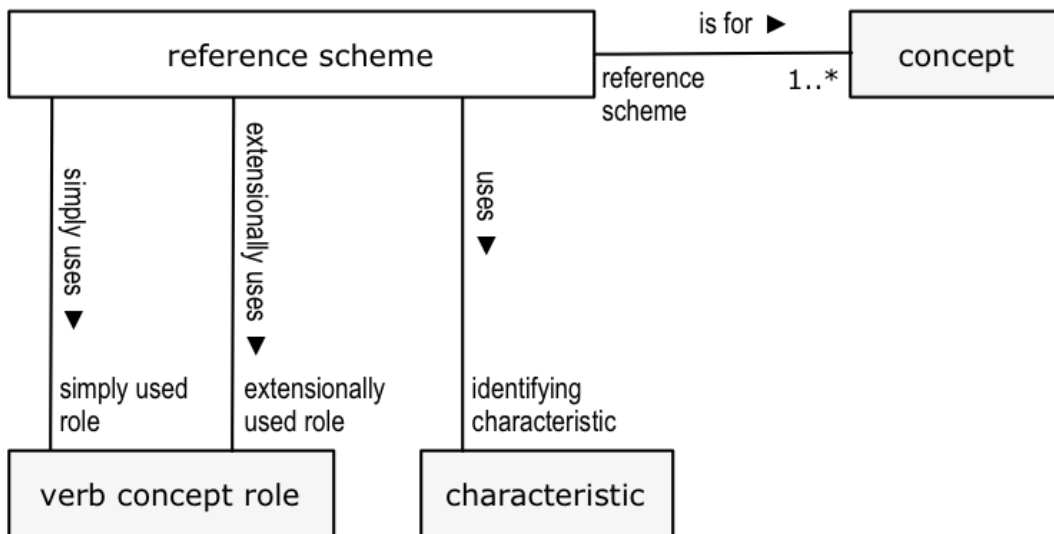 reference scheme
is for ►
concept
reference
scheme
1..*
simply uses ▼
extensionally uses ▼
uses ▼
simply used
role
extensionally
used role
identifying
characteristic
verb concept role
characteristic